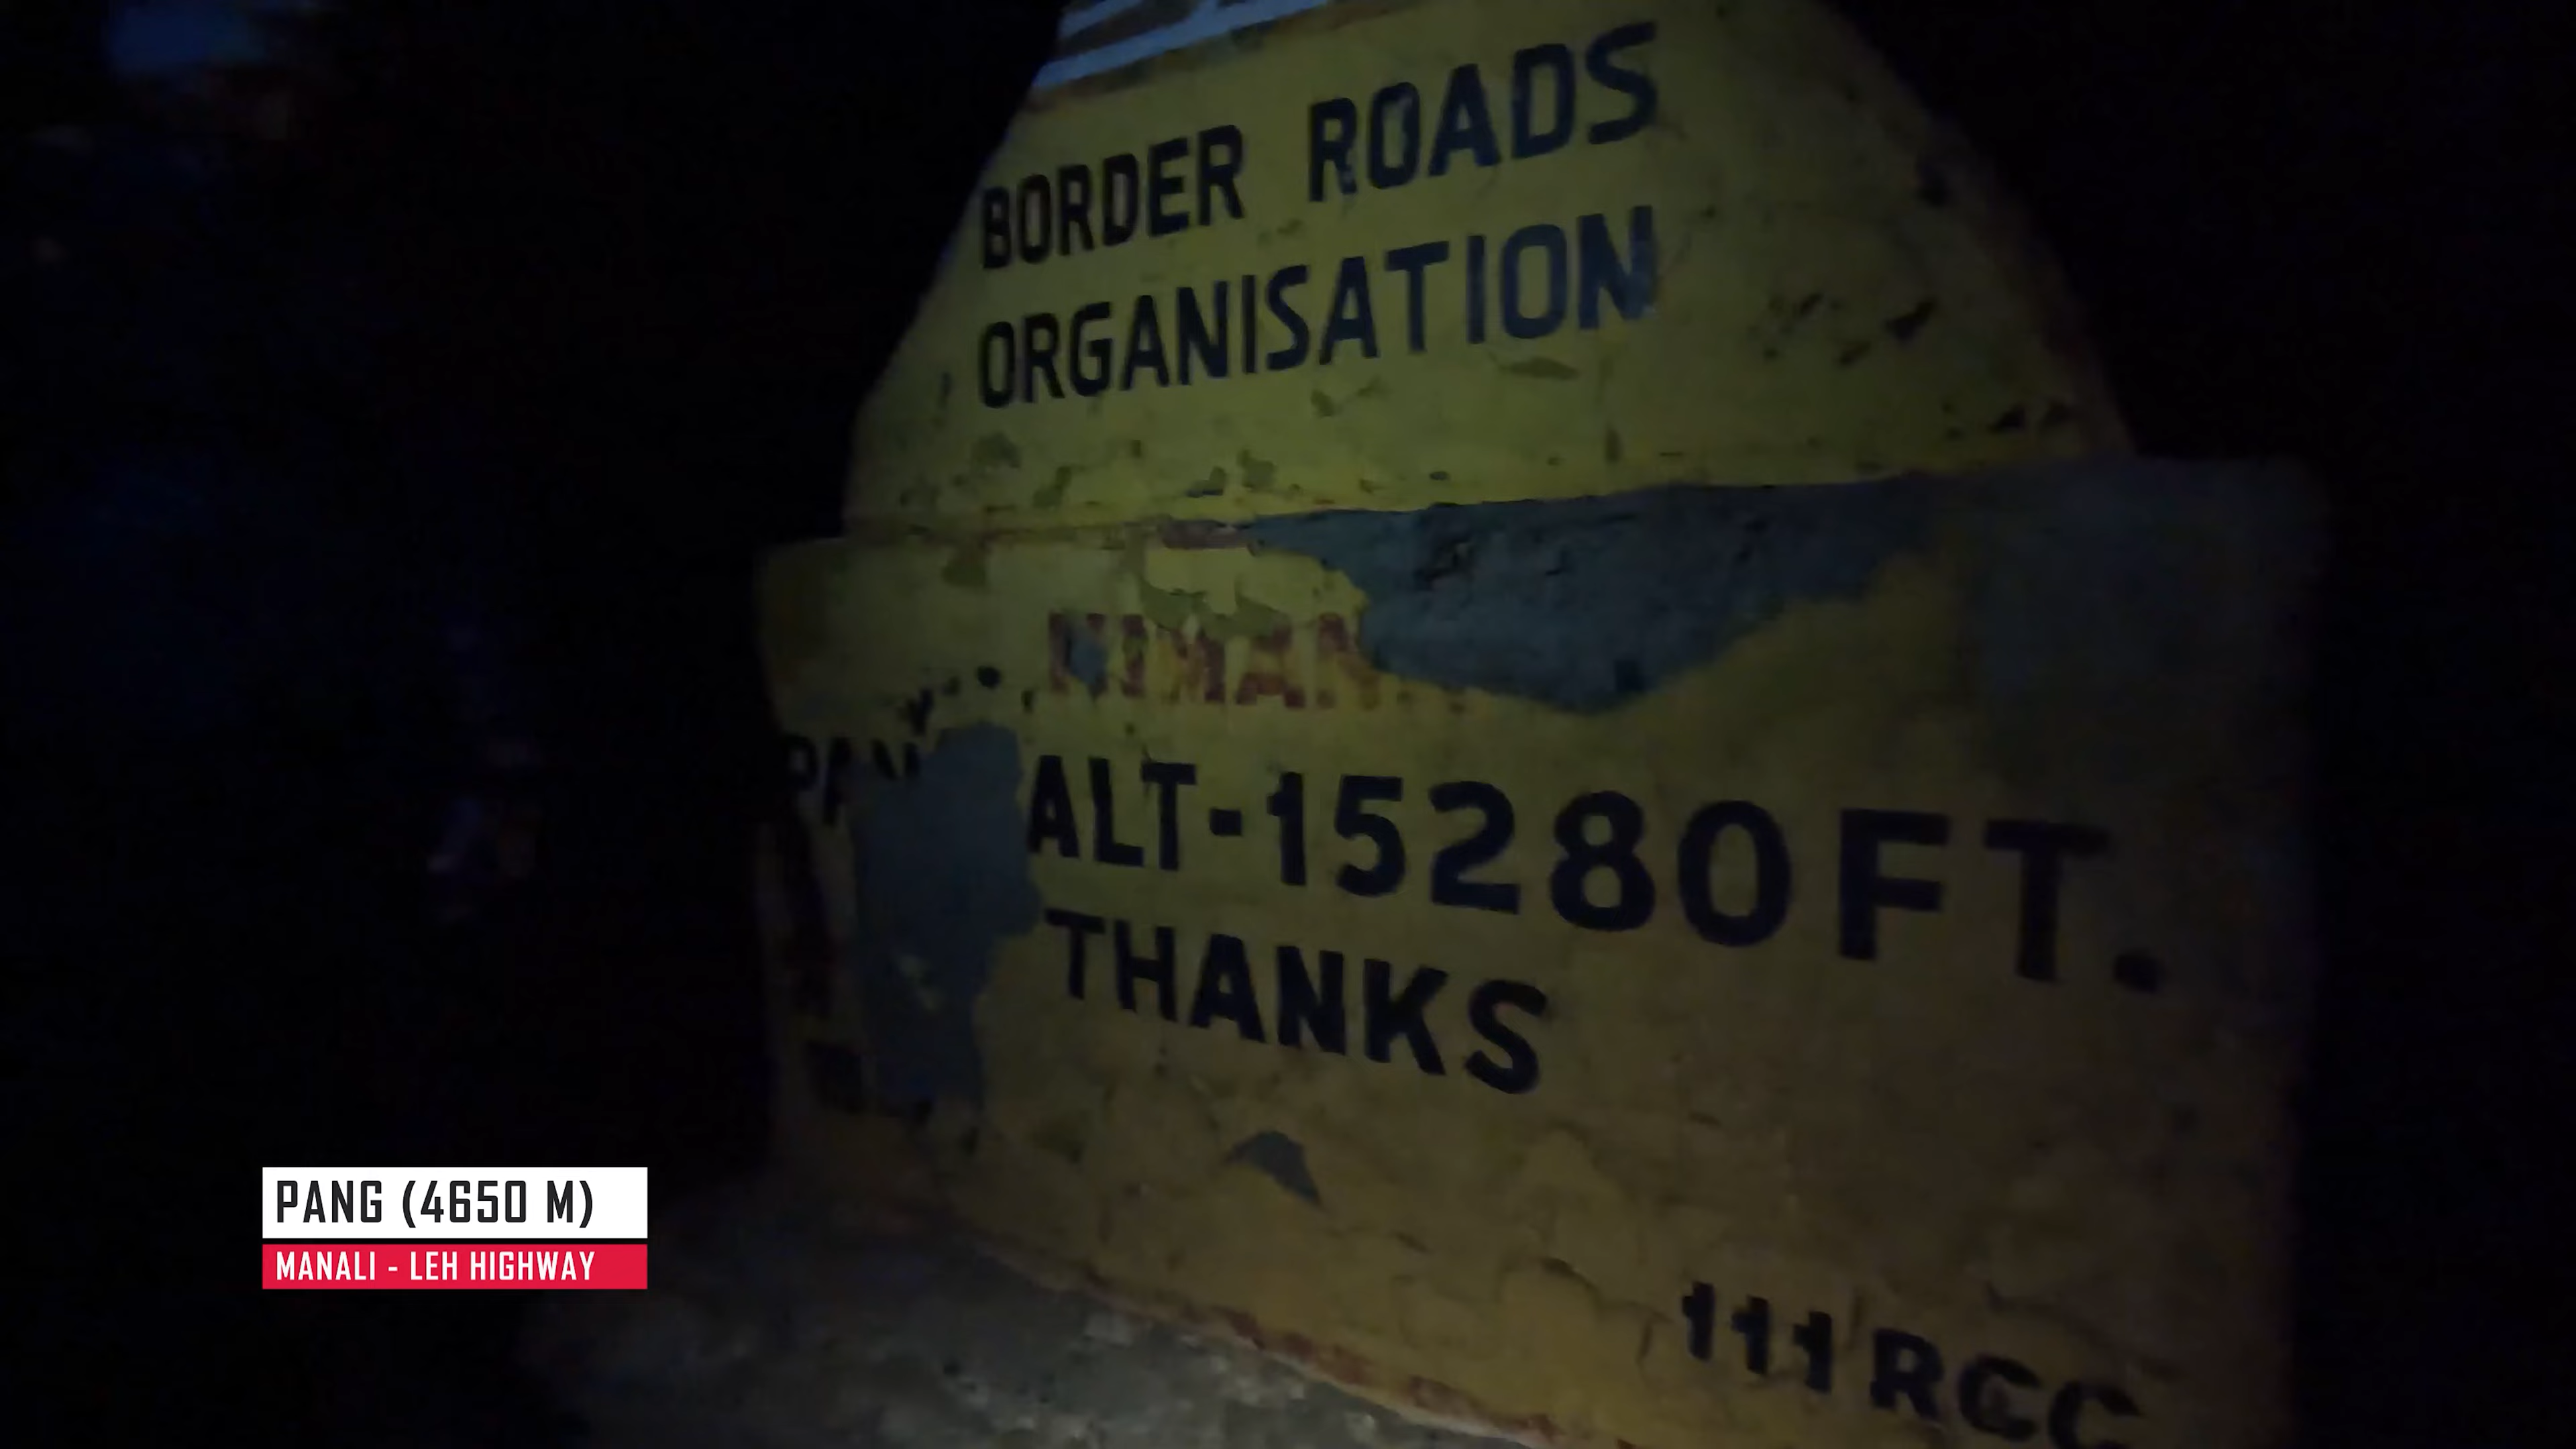 BORDER ROADS
ORGANISATION
ALT-15280FT.
THANKS
111RCC
PANG (4650 M)
MANALI - LEH HIGHWAY